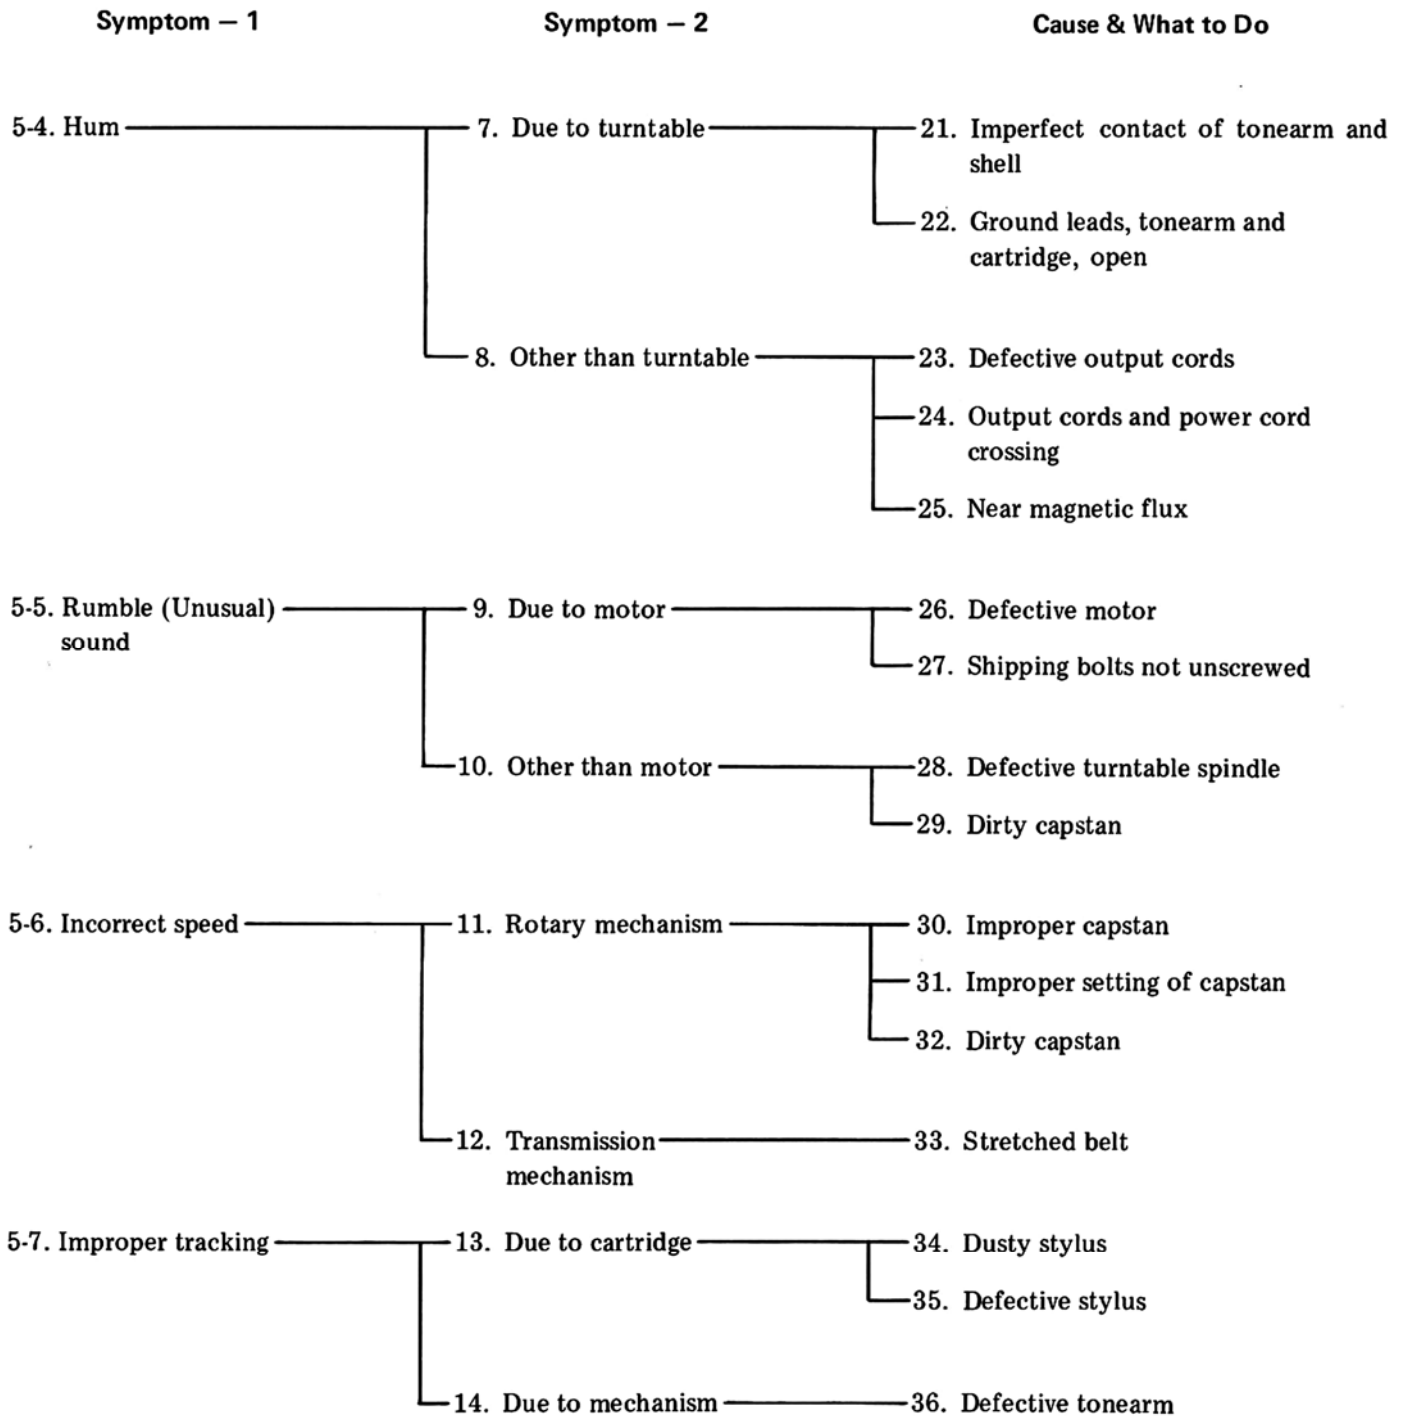 Symptom — 1
Symptom — 2
Cause & What to Do
5-4. Hum
7. Due to turntable
21. Imperfect contact of tonearm and
shell
22. Ground leads, tonearm and
cartridge, open
8. Other than turntable
23. Defective output cords
24. Output cords and power cord
crossing
25. Near magnetic flux
5-5. Rumble (Unusual)
sound
9. Due to motor
26. Defective motor
27. Shipping bolts not unscrewed
10. Other than motor
28. Defective turntable spindle
29. Dirty capstan
5-6. Incorrect speed
11. Rotary mechanism
30. Improper capstan
31. Improper setting of capstan
32. Dirty capstan
12. Transmission
mechanism
33. Stretched belt
5-7. Improper tracking
13. Due to cartridge
34. Dusty stylus
35. Defective stylus
14. Due to mechanism
36. Defective tonearm